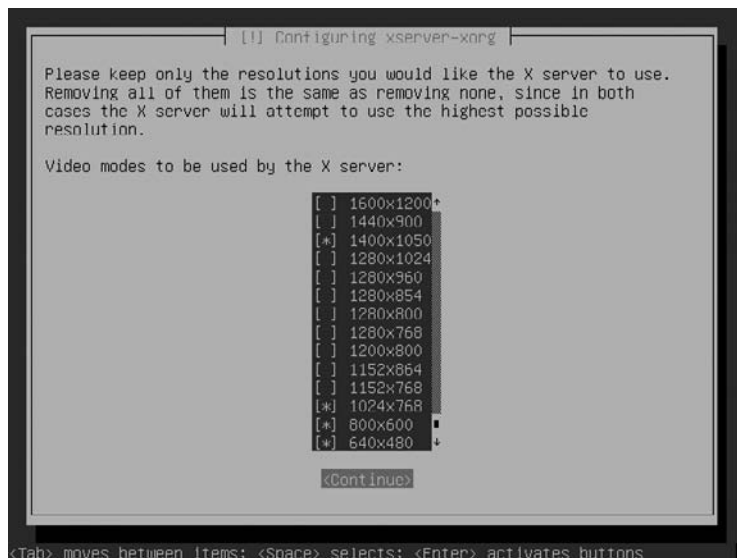 [!] Configuring xserver-xorg
Please keep only the resolutions you would like the X server to use.
Removing all of them is the same as removing none, since in both
cases the X server will attempt to use the highest possible
resolution.
Video modes to be used by the X server:
[ ] 1600x1200
[ ] 1440x900
[*] 1400x1050
[ ] 1280x1024
[ ] 1280x960
[ ] 1280x854
[ ] 1280x800
[ ] 1280x768
[ ] 1200x800
[ ] 1152x864
[ ] 1152x768
[*] 1024x768
[*] 800x600
[*] 640x480
<Continue>
<Tab> moves between items; <Space> selects; <Enter> activates buttons